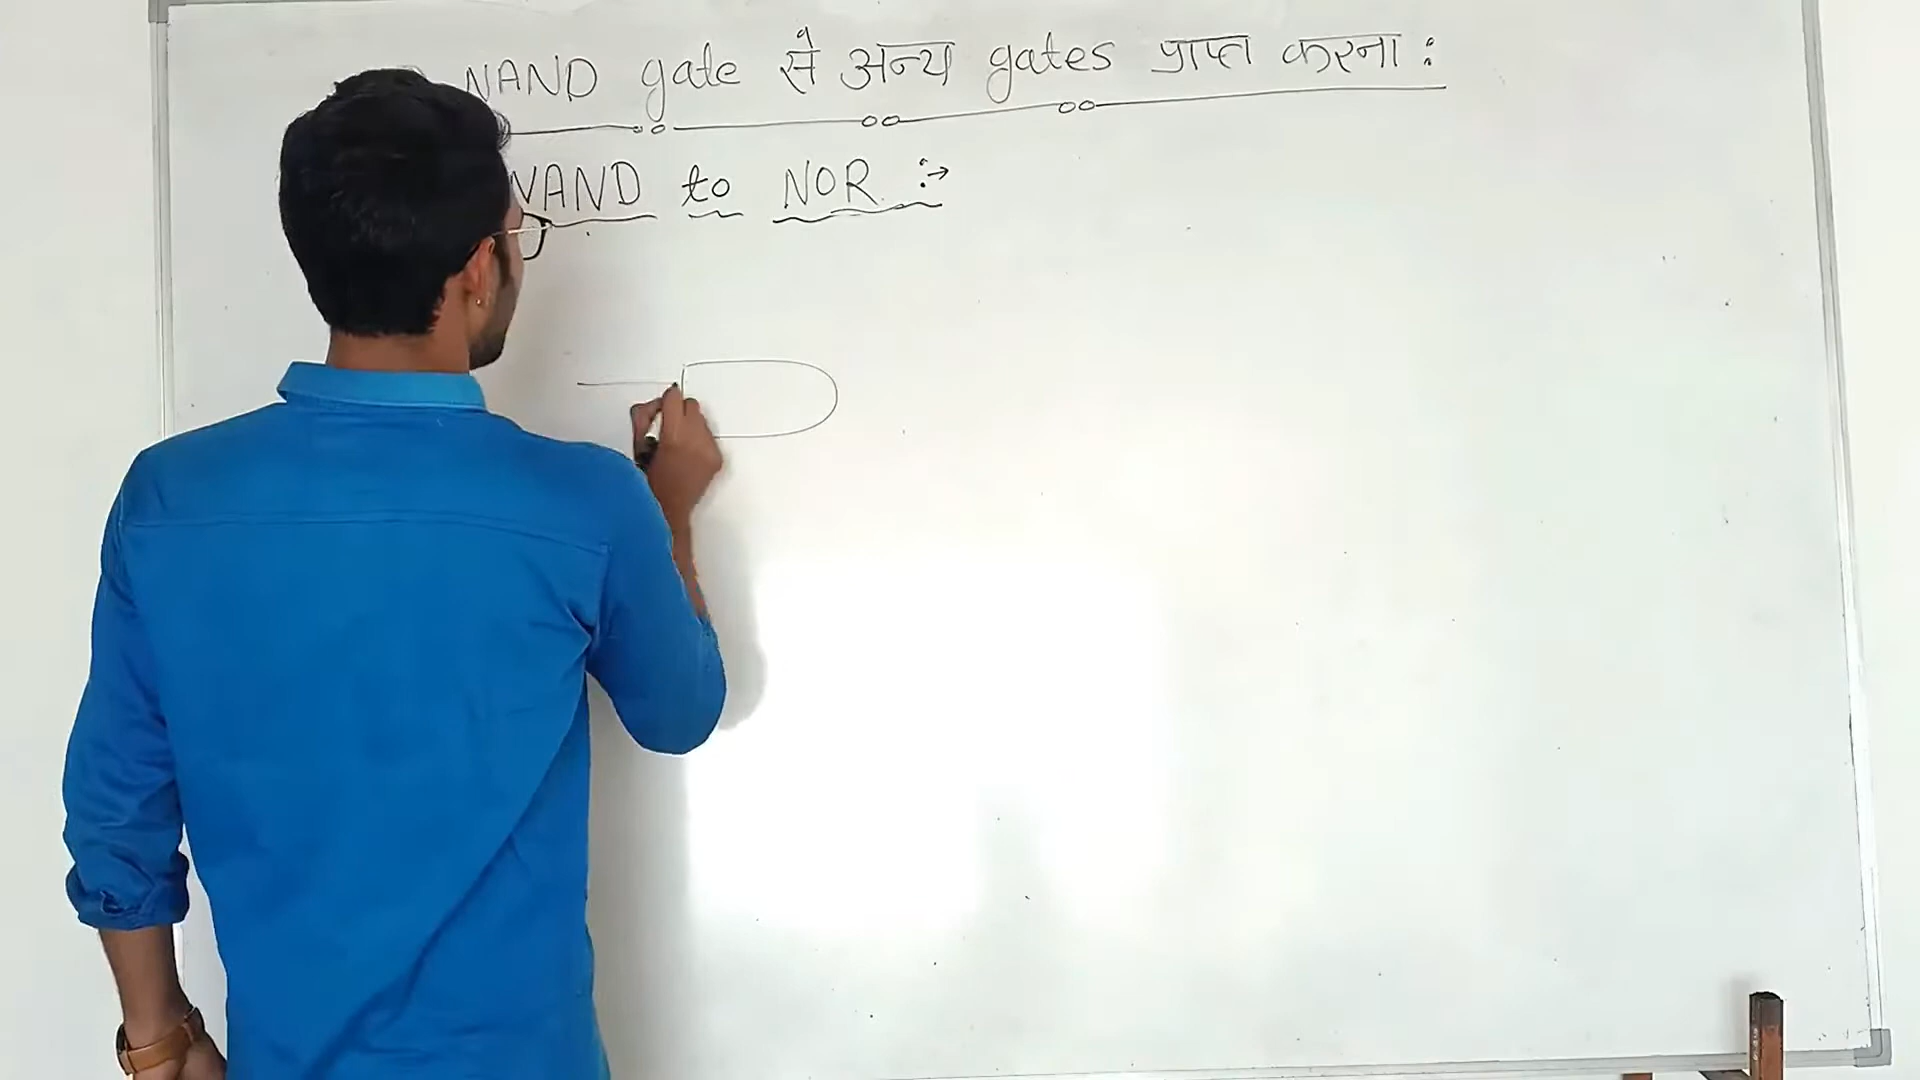 NAND gate से अन्य gates प्राप्त करना :
NAND to NOR :→